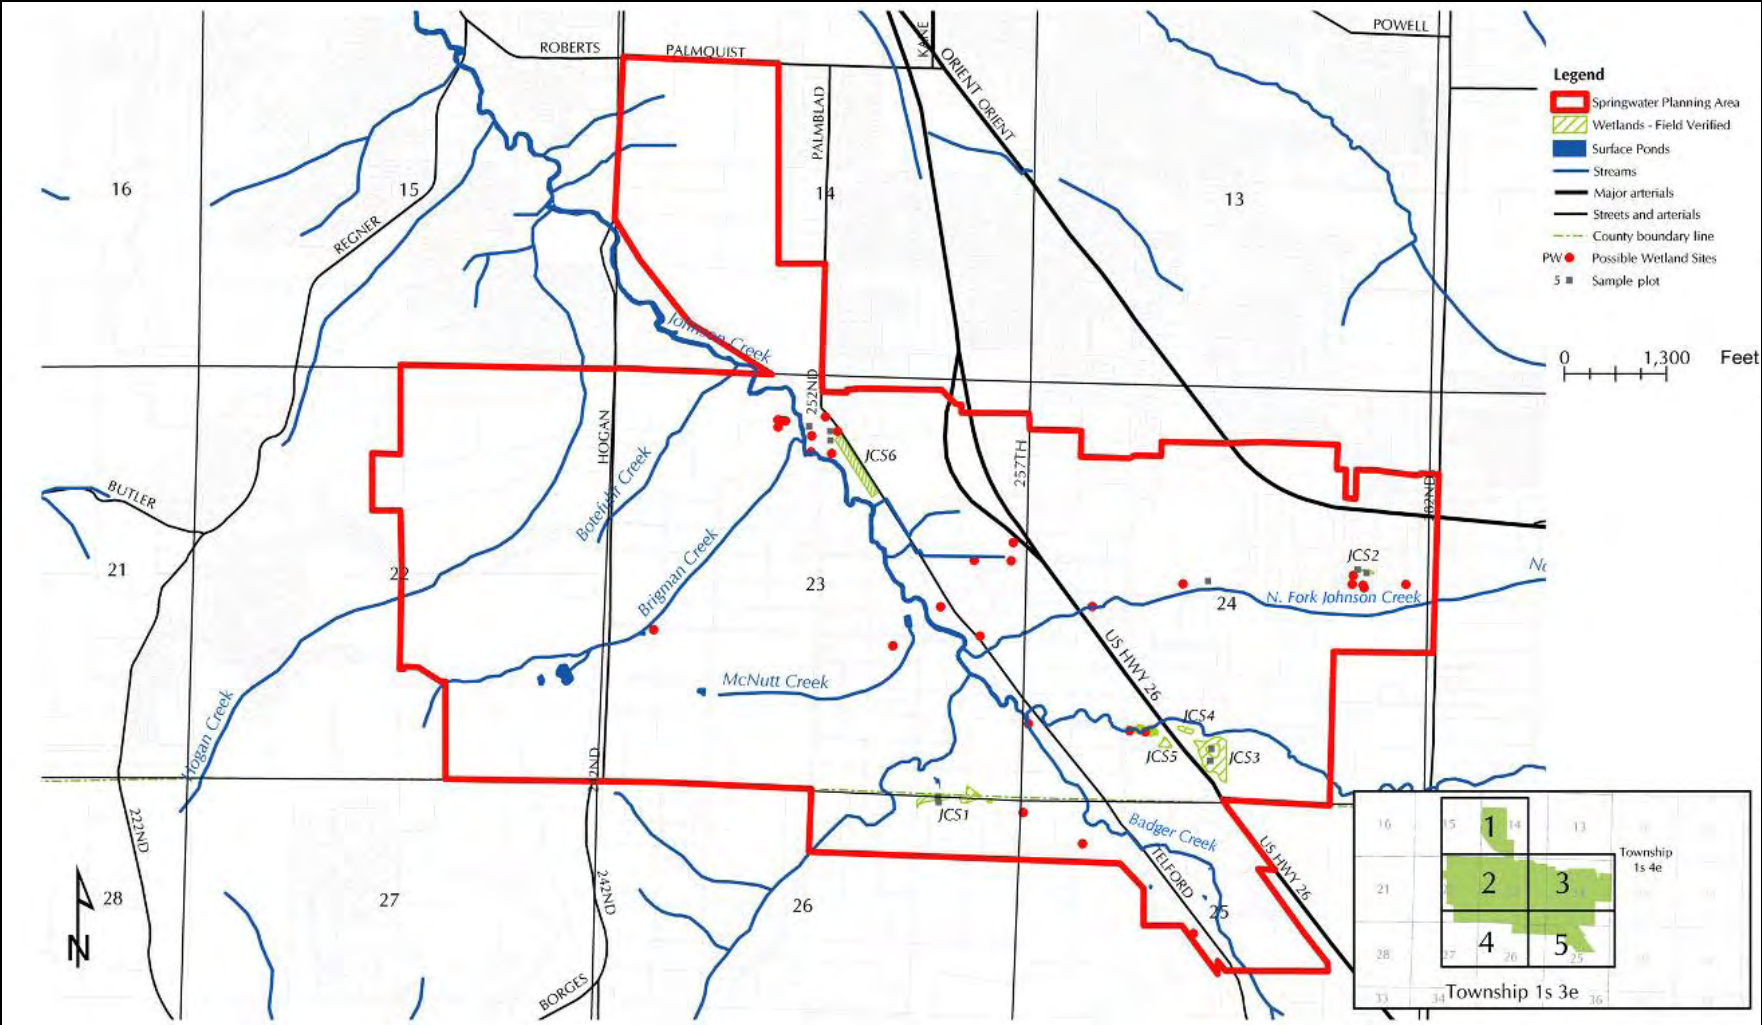 POWELL
KANE
ROBERTS
PALMQUIST
ORIENT ORIENT
PALMBLAD
16
15
14
13
REGNER
Johnson Creek
252ND
HOGAN
JCS6
257TH
Botefuhr Creek
BUTLER
282ND
JCS2
21
22
Brigman Creek
23
24
N. Fork Johnson Creek
US HWY 26
McNutt Creek
Hogan Creek
JCS4
JCS5
JCS3
242ND
222ND
JCS1
Badger Creek
TELFORD
US HWY 26
242ND
28
27
26
25
BORGES
N
Legend
Springwater Planning Area
Wetlands - Field Verified
Surface Ponds
Streams
Major arterials
Streets and arterials
County boundary line
PW Possible Wetland Sites
5 Sample plot
0 1,300 Feet
16 15 1 14 13
Township
1s 4e
21 2 3
27 4 26 5 25
28
33 34 Township 1s 3e 36